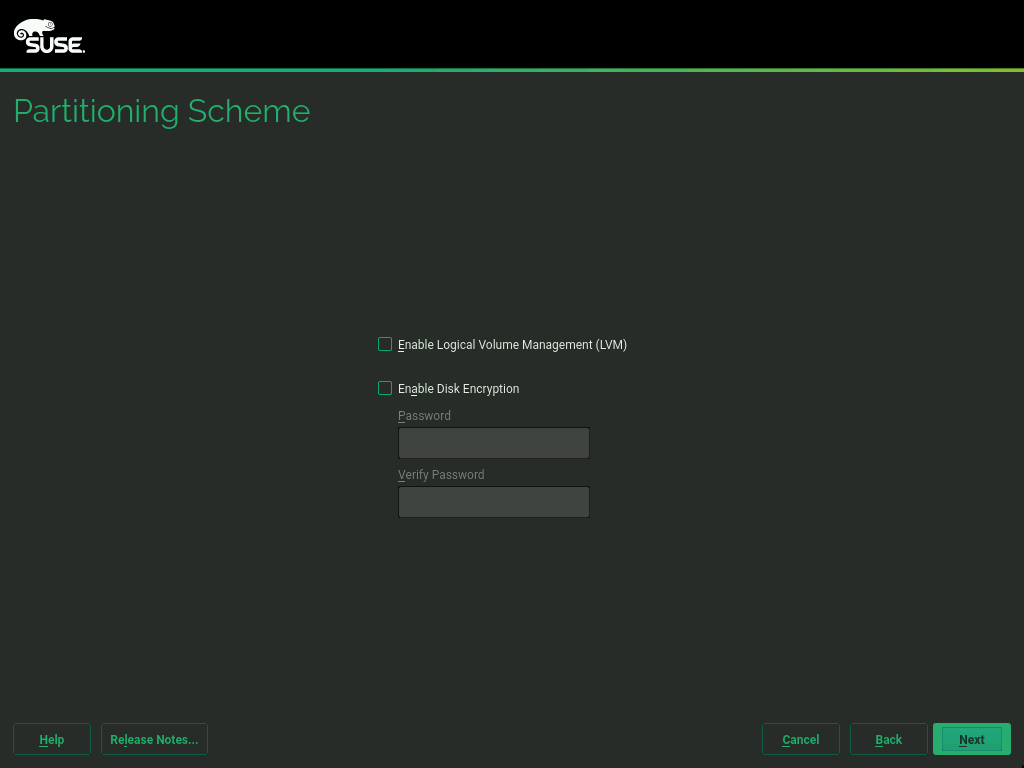 SUSE.
Partitioning Scheme
Enable Logical Volume Management (LVM)
Enable Disk Encryption
Password
Verify Password
Help
Release Notes...
Cancel
Back
Next